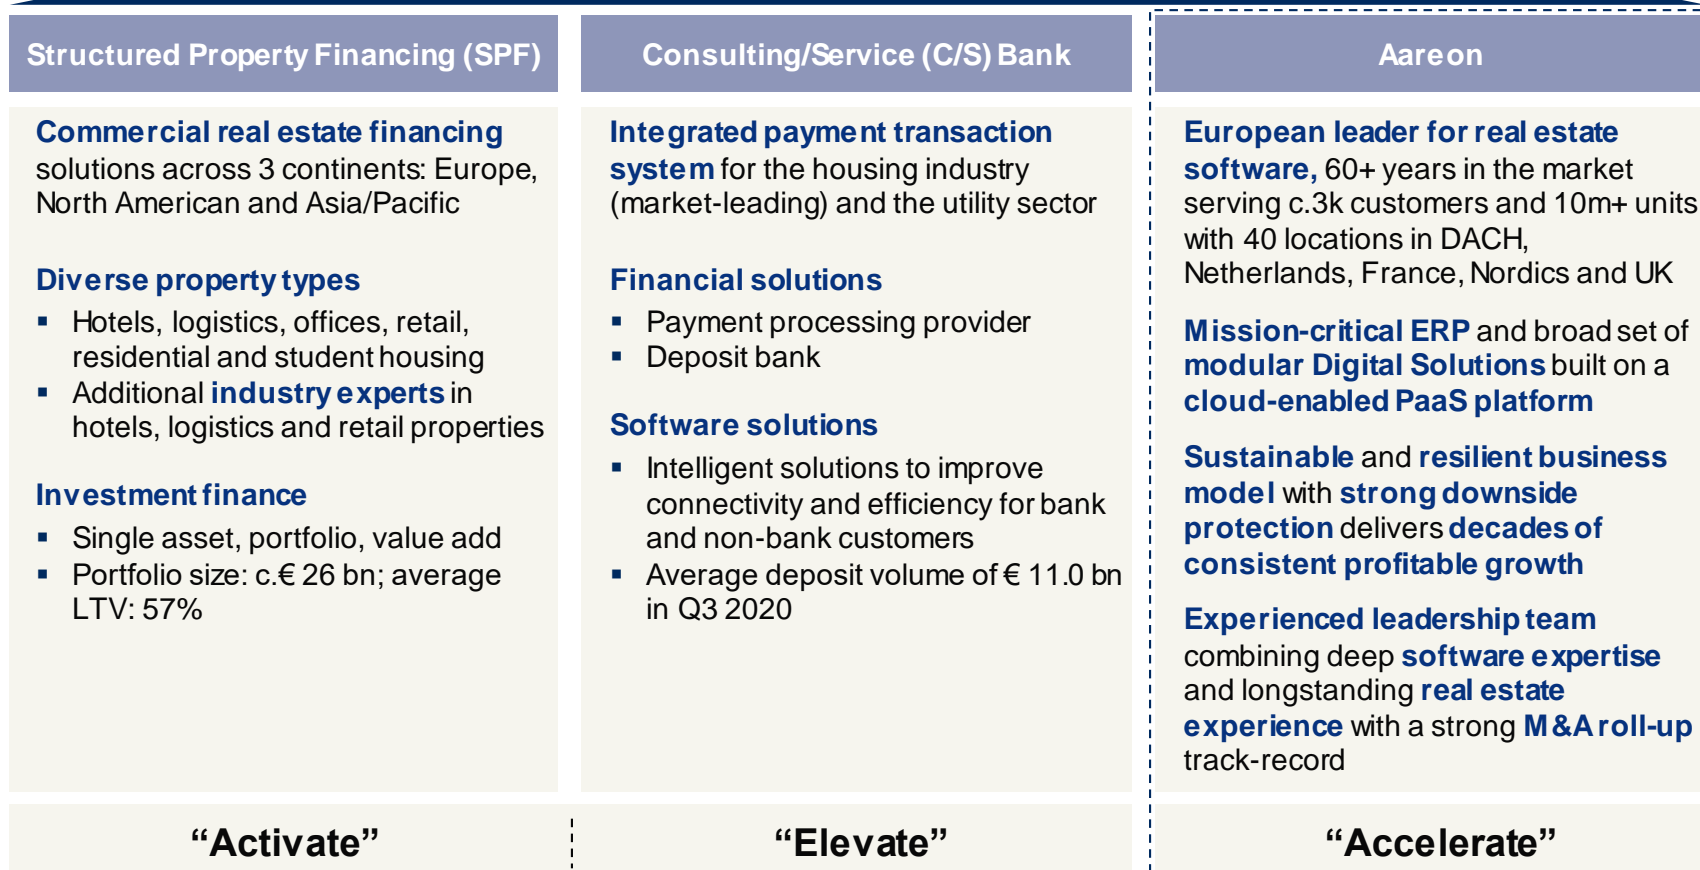 Structured Property Financing (SPF)
Commercial real estate financing
solutions across 3 continents: Europe,
North American and Asia/Pacific
Diverse property types
▪ Hotels, logistics, offices, retail,
residential and student housing
▪ Additional industry experts in
hotels, logistics and retail properties
Investment finance
▪ Single asset, portfolio, value add
▪ Portfolio size: c.€ 26 bn; average
LTV: 57%
“Activate”
Consulting/Service (C/S) Bank
Integrated payment transaction
system for the housing industry
(market-leading) and the utility sector
Financial solutions
▪ Payment processing provider
▪ Deposit bank
Software solutions
▪ Intelligent solutions to improve
connectivity and efficiency for bank
and non-bank customers
▪ Average deposit volume of € 11.0 bn
in Q3 2020
“Elevate”
Aareon
European leader for real estate
software, 60+ years in the market
serving c.3k customers and 10m+ units
with 40 locations in DACH,
Netherlands, France, Nordics and UK
Mission-critical ERP and broad set of
modular Digital Solutions built on a
cloud-enabled PaaS platform
Sustainable and resilient business
model with strong downside
protection delivers decades of
consistent profitable growth
Experienced leadership team
combining deep software expertise
and longstanding real estate
experience with a strong M&A roll-up
track-record
“Accelerate”